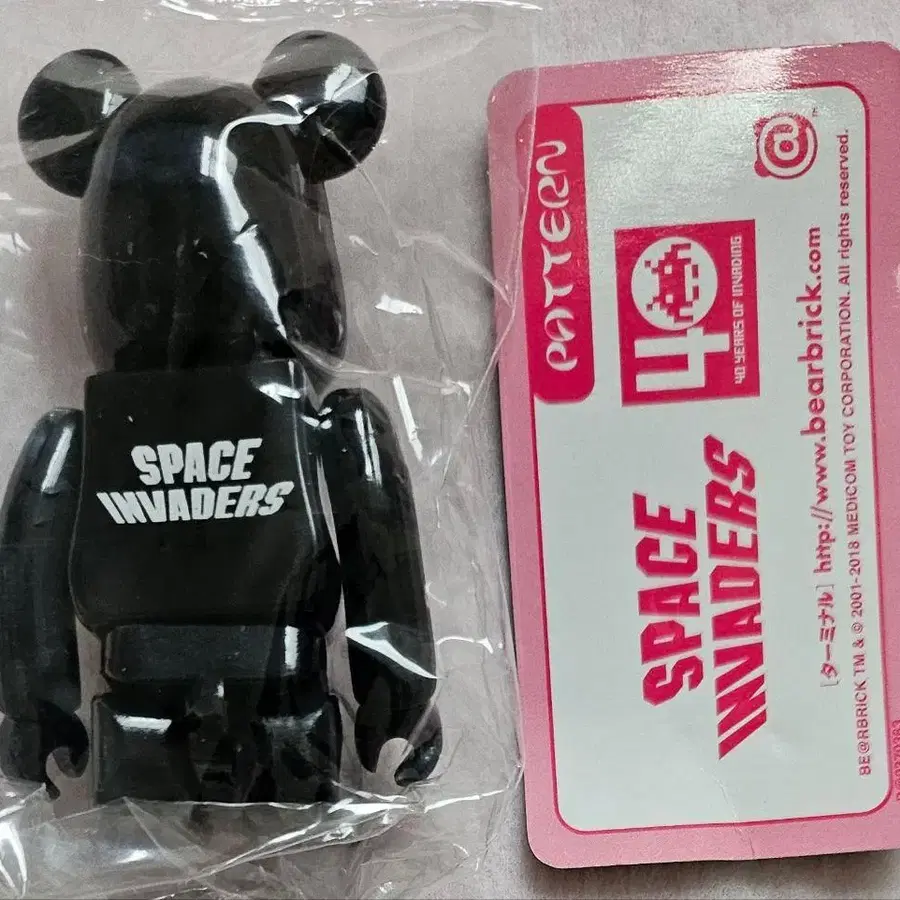 SPACE
INVADERS
PATTERN
@™
40
40 YEARS OF INVADING
SPACE
INVADERS
[ターミナル] http://www.bearbrick.com
BE@RBRICK TM & © 2001-2018 MEDICOM TOY CORPORATION. All rights reserved.